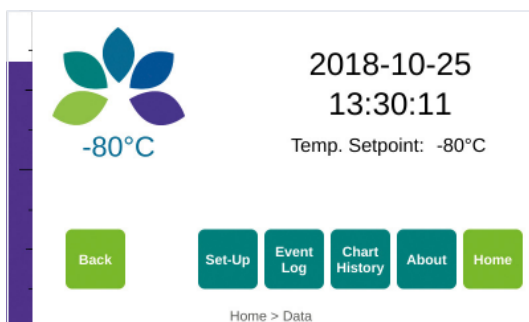 2018-10-25
13:30:11
-80°C
Temp. Setpoint: -80°C
Back
Set-Up
Event
Log
Chart
History
About
Home
Home > Data